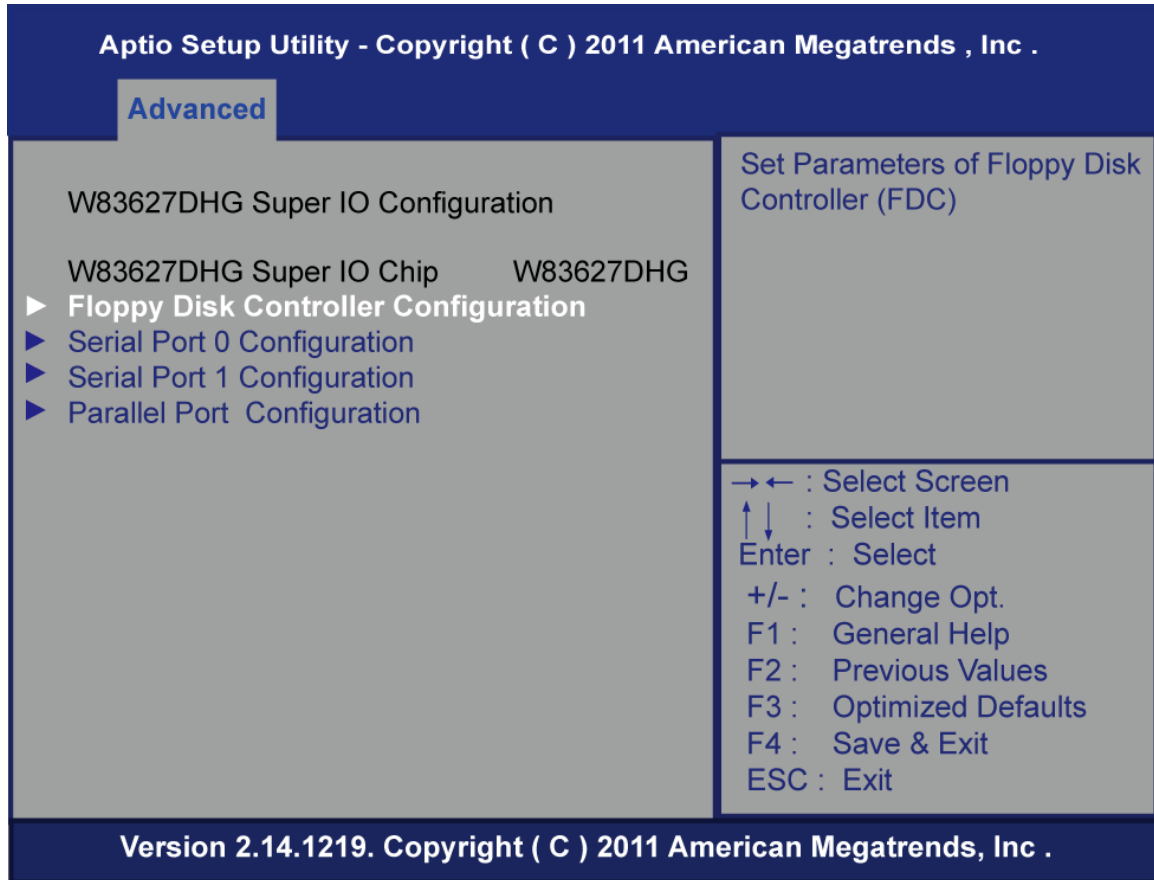 Aptio Setup Utility - Copyright ( C ) 2011 American Megatrends , Inc .
Advanced
W83627DHG Super IO Configuration
W83627DHG Super IO Chip W83627DHG
► Floppy Disk Controller Configuration
► Serial Port 0 Configuration
► Serial Port 1 Configuration
► Parallel Port Configuration
Set Parameters of Floppy Disk
Controller (FDC)
→← : Select Screen
↑↓ : Select Item
Enter : Select
+/- : Change Opt.
F1 : General Help
F2 : Previous Values
F3 : Optimized Defaults
F4 : Save & Exit
ESC : Exit
Version 2.14.1219. Copyright ( C ) 2011 American Megatrends, Inc .